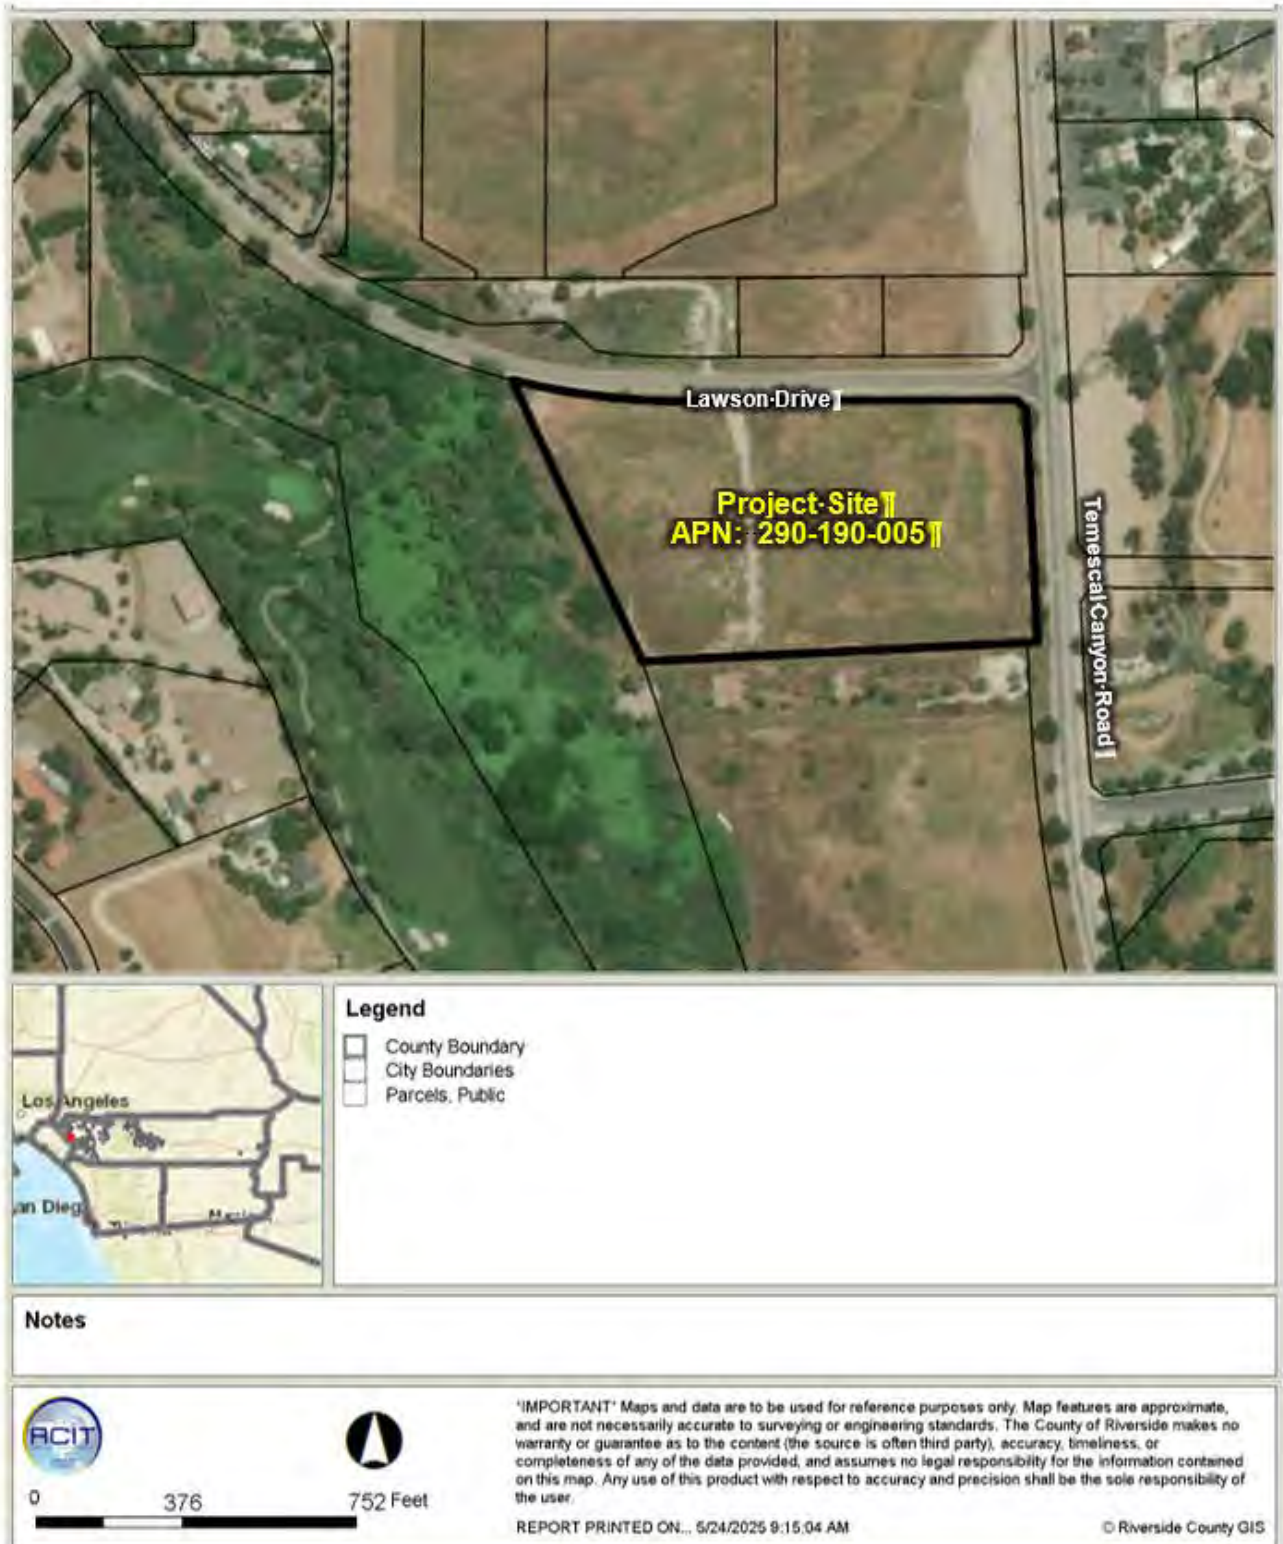 Lawson·Drive¶
Project·Site¶
APN:··290-190-005¶
Temescal·Canyon·Road¶
Legend
County Boundary
City Boundaries
Parcels, Public
Los Angeles
an Dieg
Notes
RCIT
0 376 752 Feet
*IMPORTANT* Maps and data are to be used for reference purposes only. Map features are approximate,
and are not necessarily accurate to surveying or engineering standards. The County of Riverside makes no
warranty or guarantee as to the content (the source is often third party), accuracy, timeliness, or
completeness of any of the data provided, and assumes no legal responsibility for the information contained
on this map. Any use of this product with respect to accuracy and precision shall be the sole responsibility of
the user.
REPORT PRINTED ON... 5/24/2025 9:15:04 AM
© Riverside County GIS